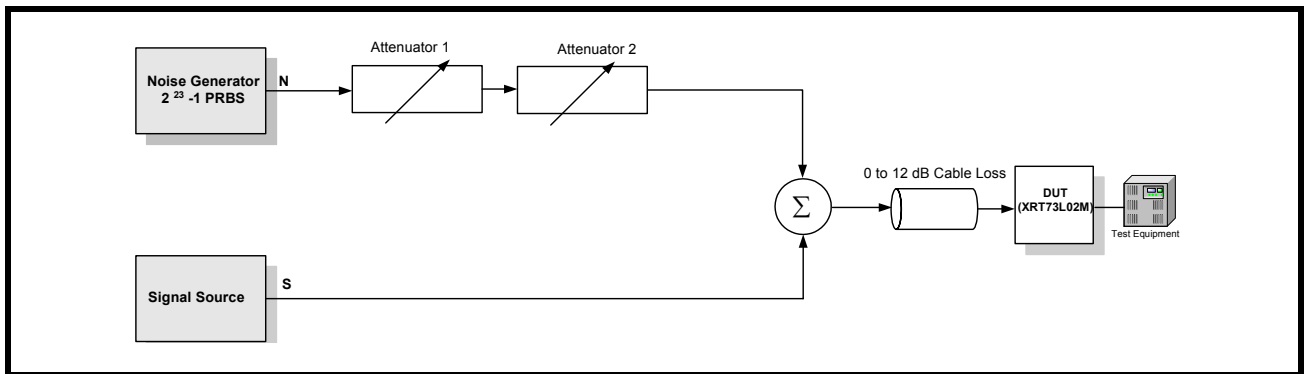 Noise Generator
2 23 -1 PRBS
N
Attenuator 1
Attenuator 2
Σ
0 to 12 dB Cable Loss
DUT
(XRT73L02M)
Test Equipment
Signal Source
S